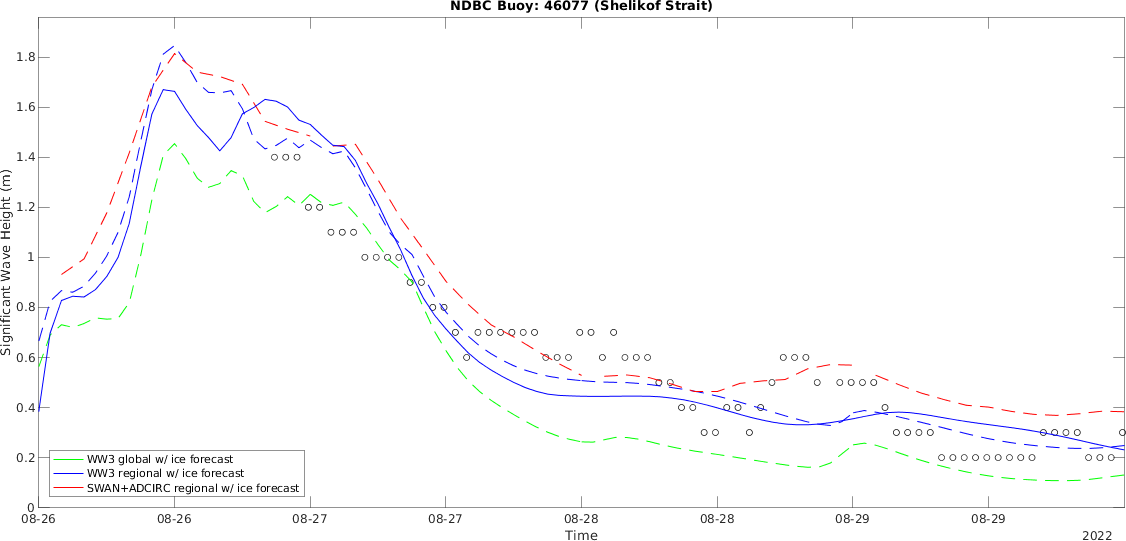 NDBC Buoy: 46077 (Shelikof Strait)
1.8
1.6
1.4
1.2
1
0.8
0.6
0.4
0.2
0
Significant Wave Height (m)
WW3 global w/ ice forecast
WW3 regional w/ ice forecast
SWAN+ADCIRC regional w/ ice forecast
08-26 08-26 08-27 08-27 08-28 08-28 08-29 08-29
Time
2022